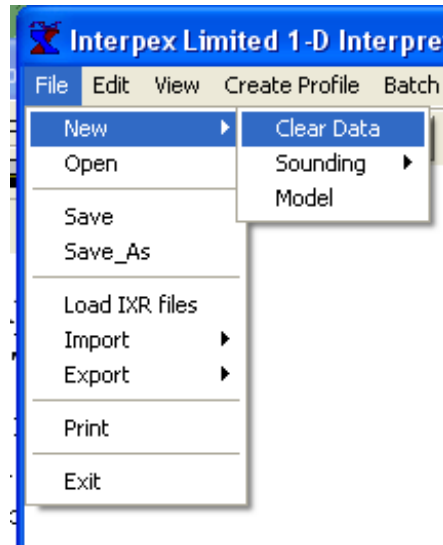 Interpex Limited 1-D Interpre
File Edit View Create Profile Batch
New
Clear Data
Open
Sounding
Model
Save
Save_As
Load IXR files
Import
Export
Print
Exit